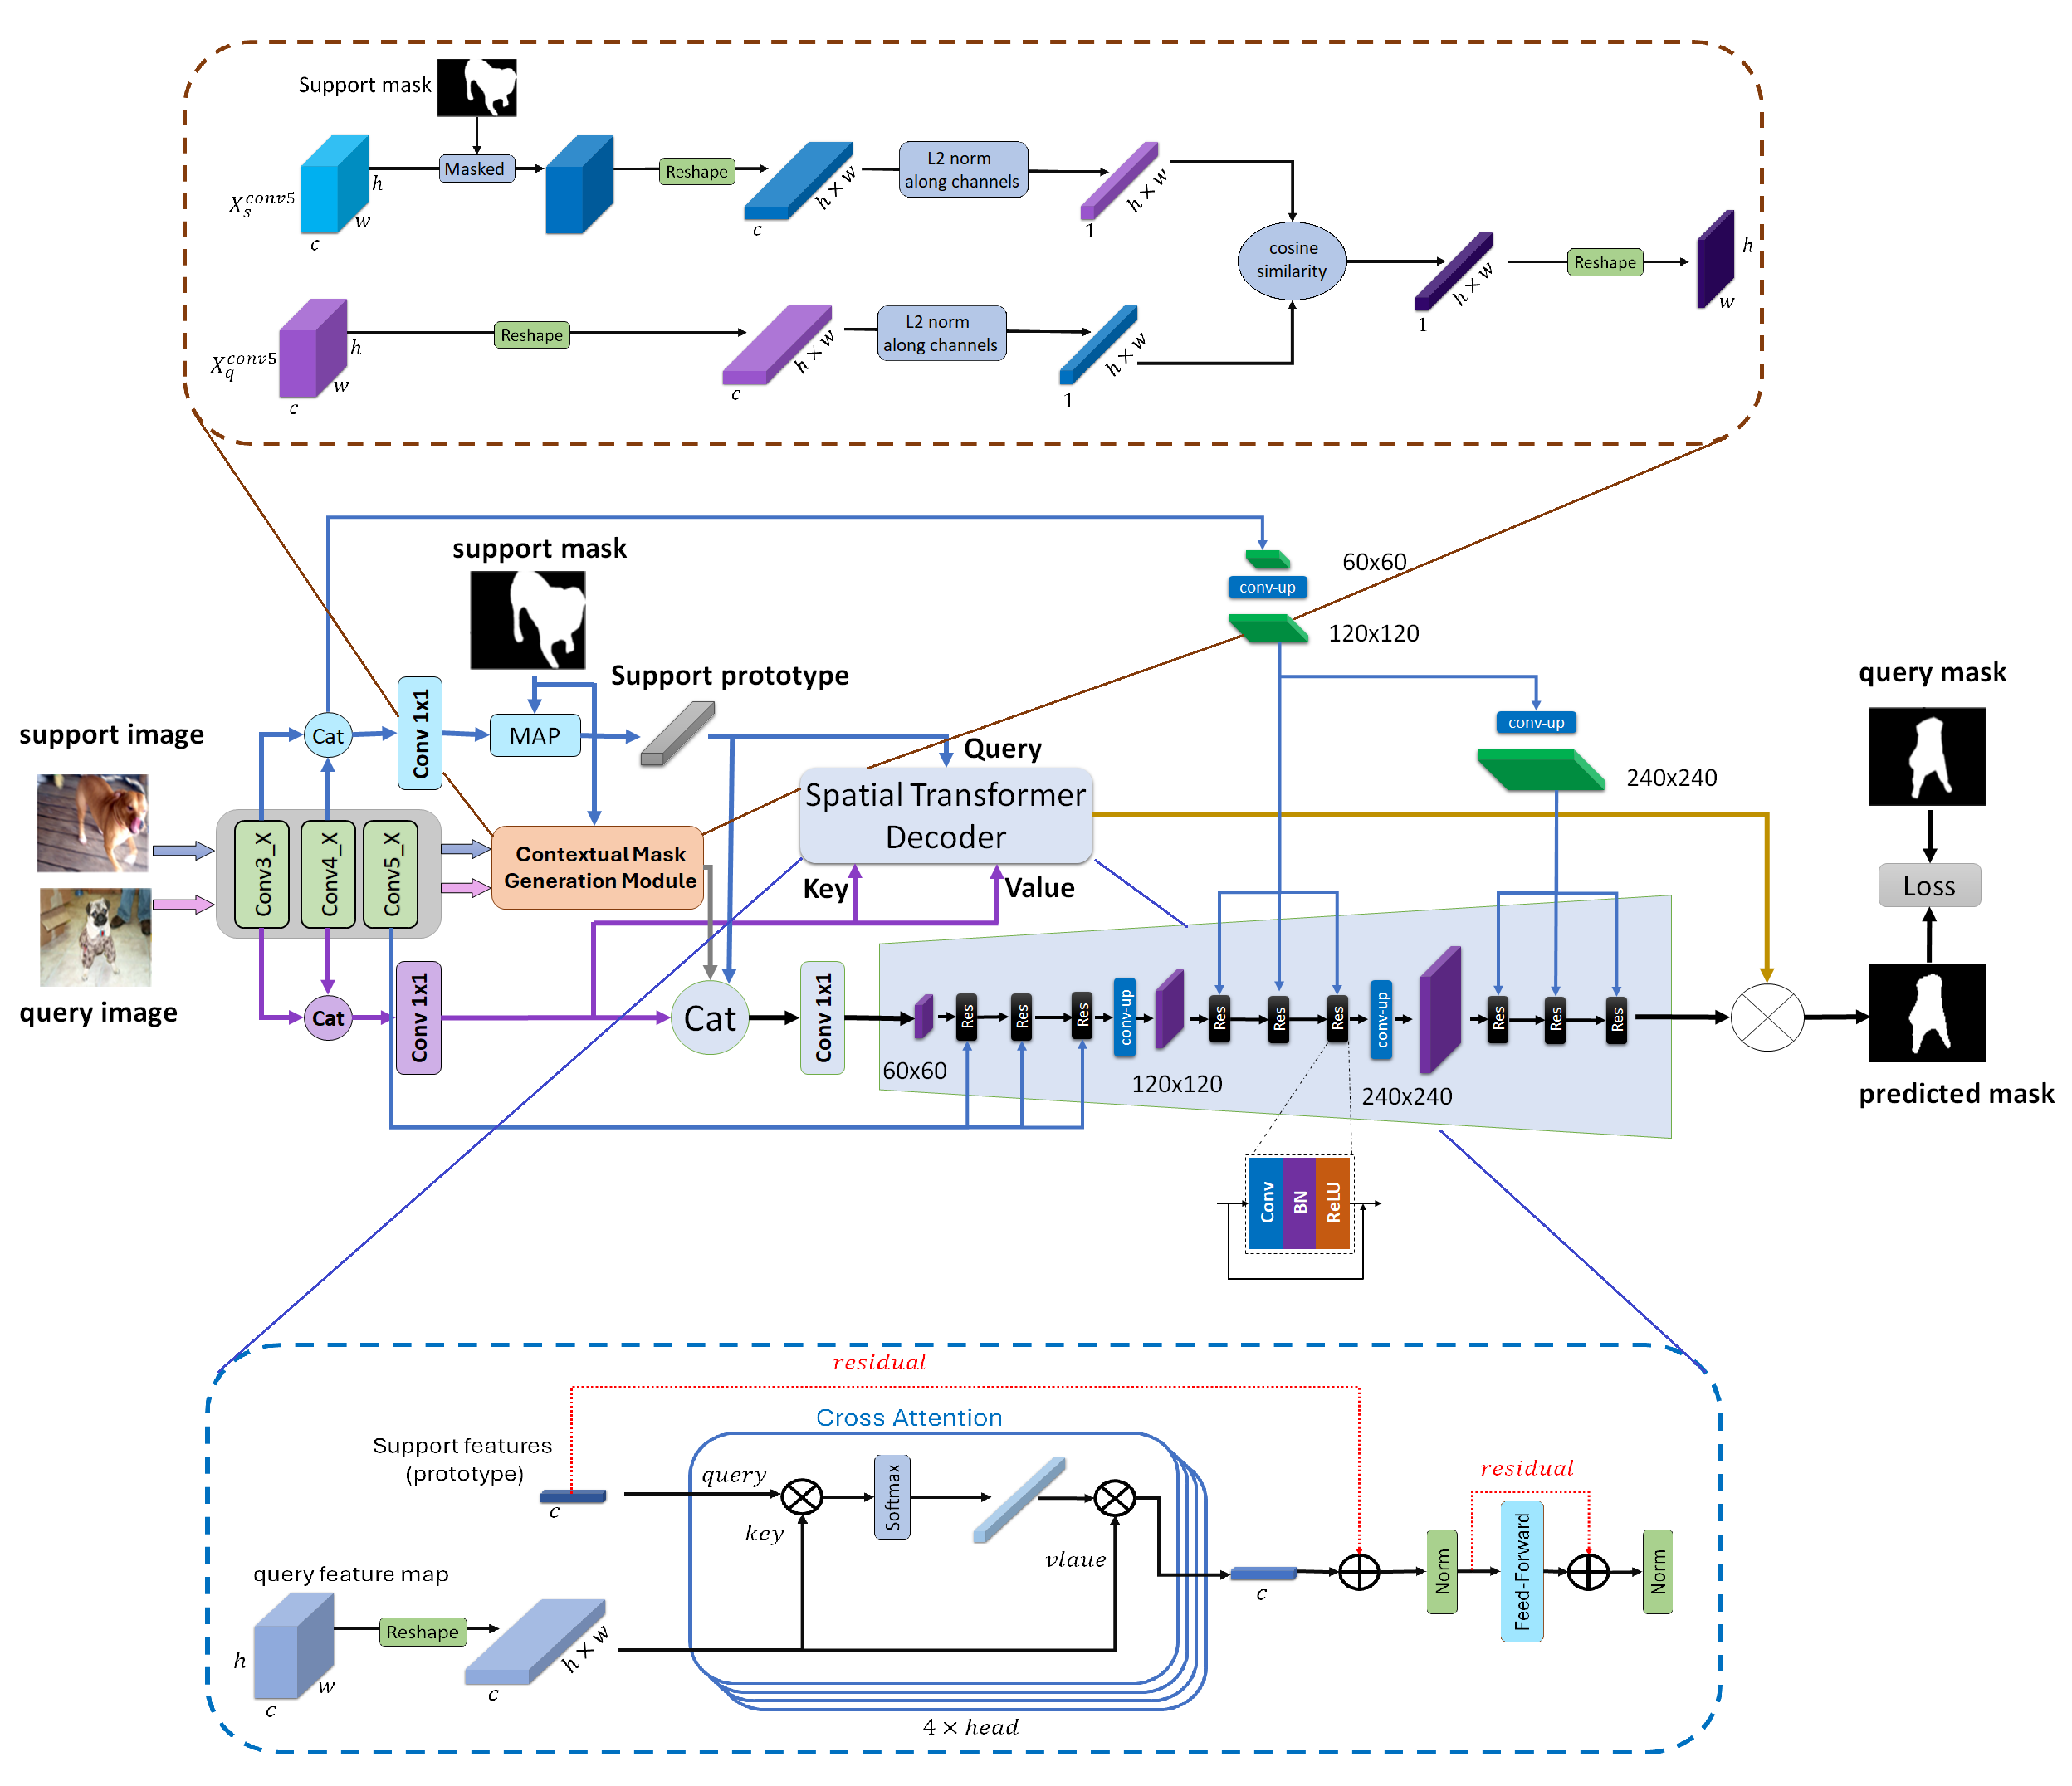 Support mask
Masked
Reshape
L2 norm
along channels
X_s^{conv5}
h
w
c
c
h × w
1
h × w
cosine
similarity
1
h × w
Reshape
h
w
X_q^{conv5}
h
w
c
Reshape
c
h × w
L2 norm
along channels
1
h × w
support mask
60x60
conv-up
120x120
Support prototype
query mask
support image
Cat
Conv 1x1
MAP
Query
conv-up
240x240
Spatial Transformer
Decoder
Conv3_X
Conv4_X
Conv5_X
Contextual Mask
Generation Module
Key
Value
Loss
query image
Cat
Conv 1x1
Cat
Conv 1x1
60x60
Res
Res
Res
conv-up
120x120
Res
Res
Res
conv-up
240x240
Res
Res
Res
predicted mask
Conv
BN
ReLU
residual
Cross Attention
Support features
(prototype)
c
query
key
Softmax
vlaue
residual
c
Norm
Feed-Forward
Norm
query feature map
h
w
c
Reshape
c
h × w
4 × head